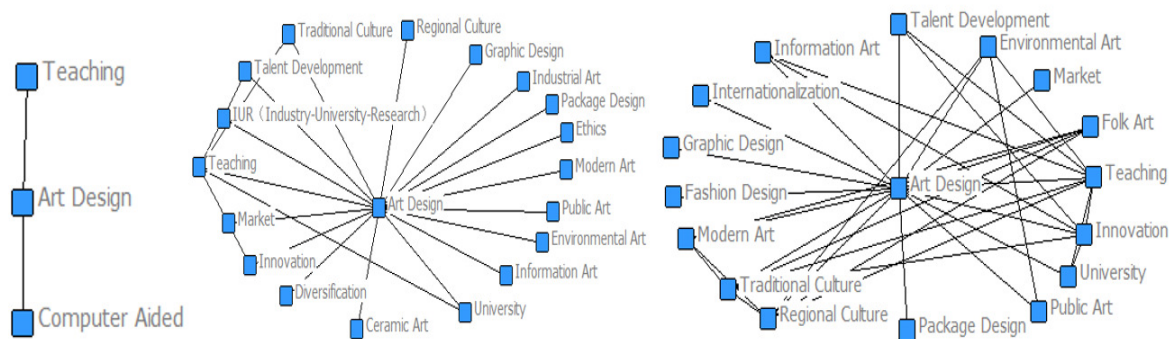 Teaching
Art Design
Computer Aided
Traditional Culture
Regional Culture
Graphic Design
Talent Development
Industrial Art
Package Design
IUR（Industry-University-Research）
Ethics
Teaching
Modern Art
Art Design
Market
Public Art
Environmental Art
Innovation
Information Art
Diversification
University
Ceramic Art
Talent Development
Information Art
Environmental Art
Market
Internationalization
Folk Art
Graphic Design
Teaching
Art Design
Fashion Design
Modern Art
Innovation
University
Traditional Culture
Regional Culture
Public Art
Package Design